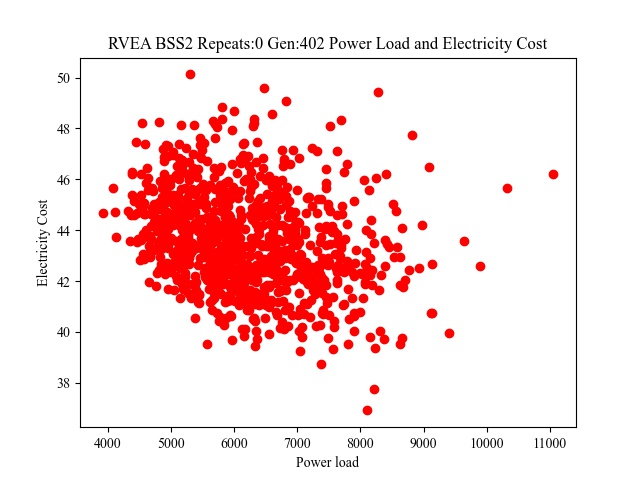 RVEA BSS2 Repeats:0 Gen:402 Power Load and Electricity Cost
Electricity Cost
50
48
46
44
42
40
38
4000 5000 6000 7000 8000 9000 10000 11000
Power load